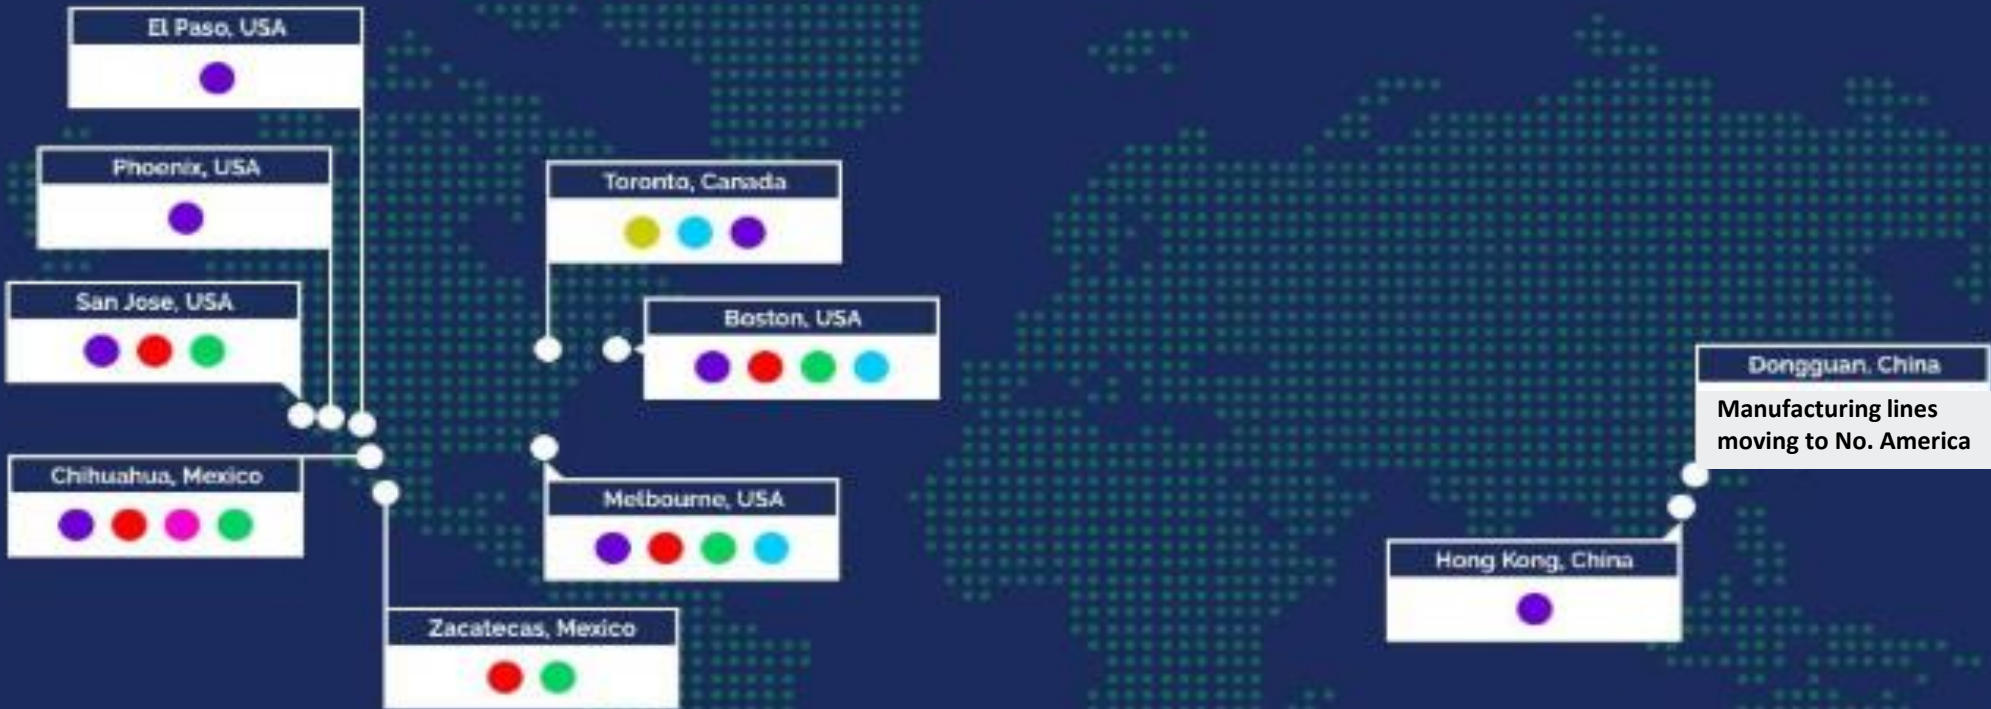 El Paso, USA
Phoenix, USA
Toronto, Canada
San Jose, USA
Boston, USA
Dongguan, China
Manufacturing lines
moving to No. America
Chihuahua, Mexico
Melbourne, USA
Hong Kong, China
Zacatecas, Mexico